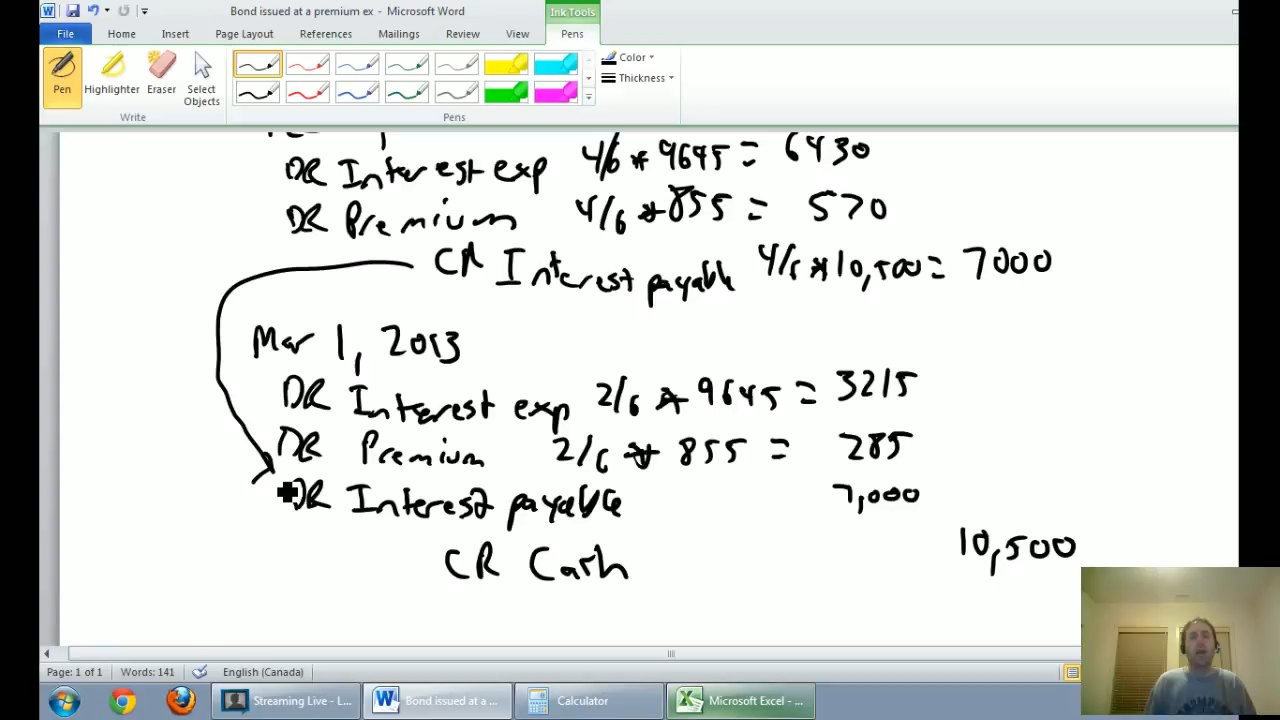 Bond issued at a premium ex - Microsoft Word
Ink Tools
File Home Insert Page Layout References Mailings Review View Pens
Pen Highlighter Eraser Select Objects
Color
Thickness
Write Pens
DR Interest exp 4/6 * 9645 = 6430
DR Premium 4/6 * 855 = 570
CR Interest payable 4/6 * 10,500 = 7000
Mar 1, 2013
DR Interest exp 2/6 * 9645 = 3215
DR Premium 2/6 * 855 = 285
DR Interest payable 7,000
CR Cash 10,500
Page: 1 of 1 Words: 141 English (Canada)
Streaming Live - L... Bond issued at a ... Calculator Microsoft Excel - ...